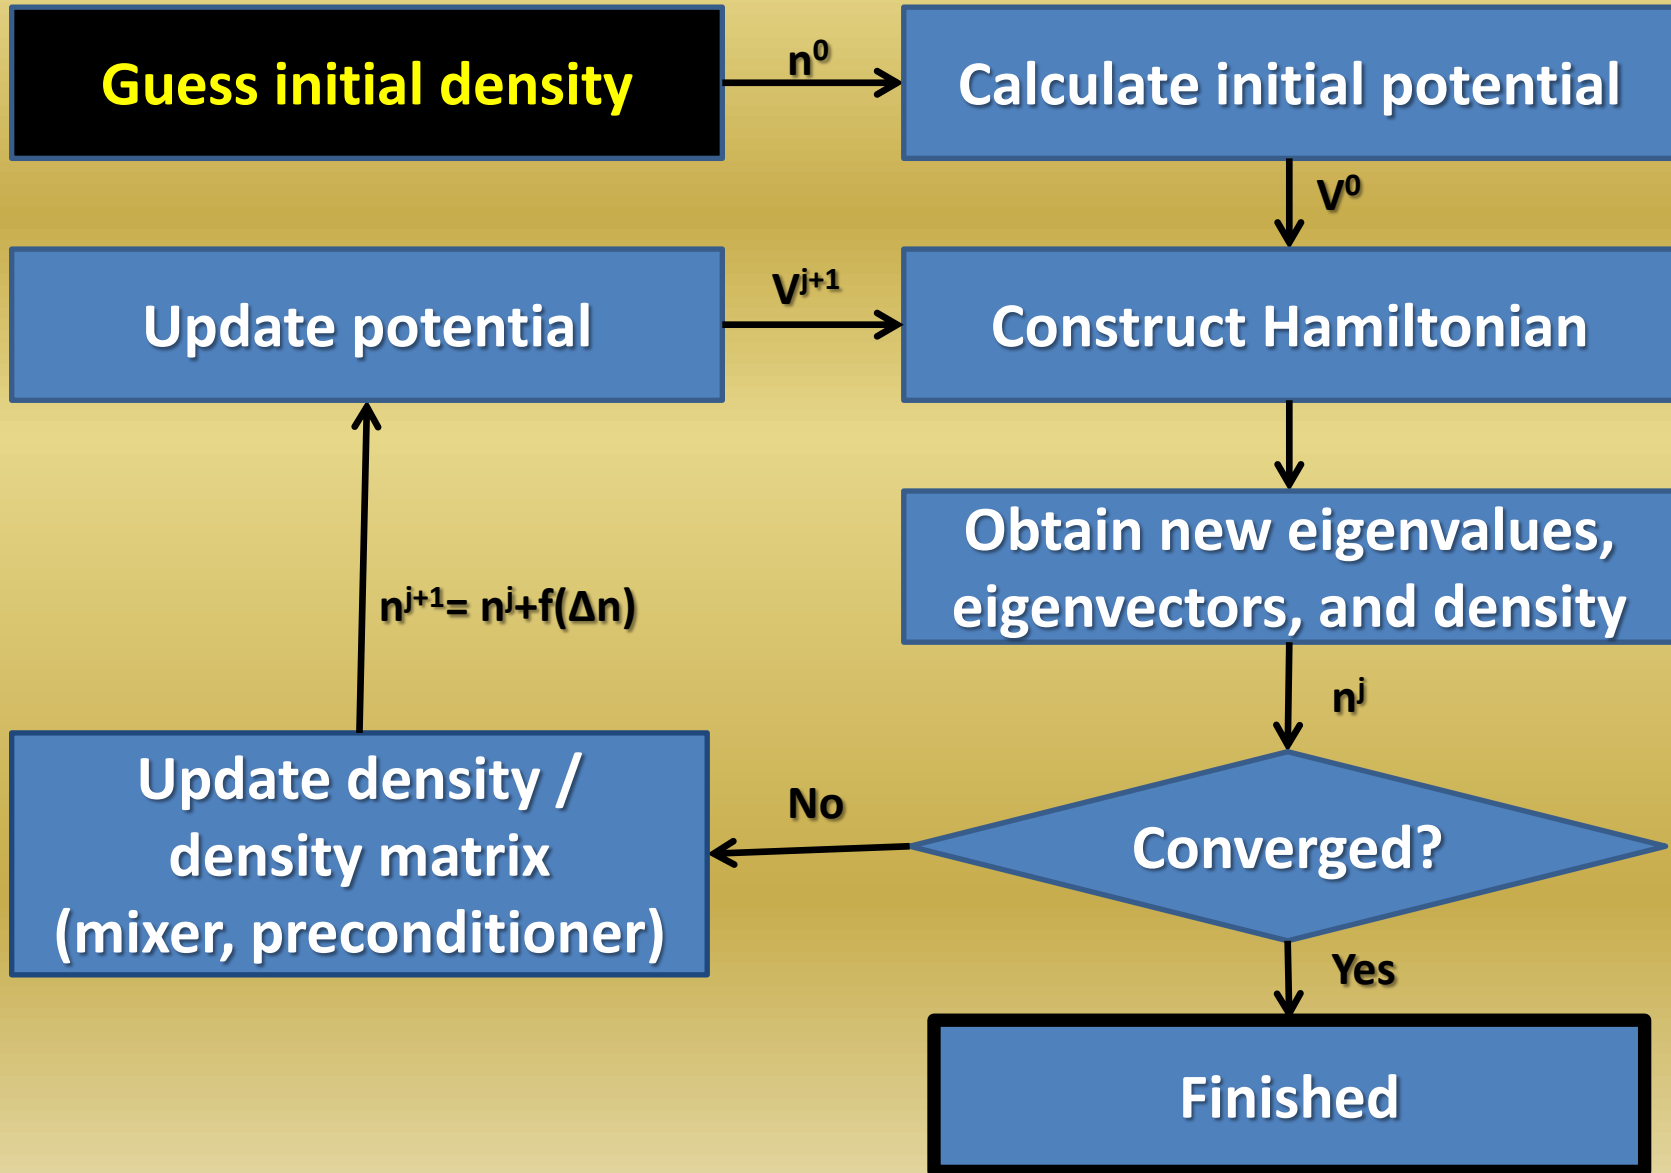 Guess initial density
n⁰
Calculate initial potential
V⁰
Update potential
Vʲ⁺¹
Construct Hamiltonian
Obtain new eigenvalues,
eigenvectors, and density
nʲ⁺¹= nʲ+f(Δn)
nʲ
Update density /
density matrix
(mixer, preconditioner)
No
Converged?
Yes
Finished